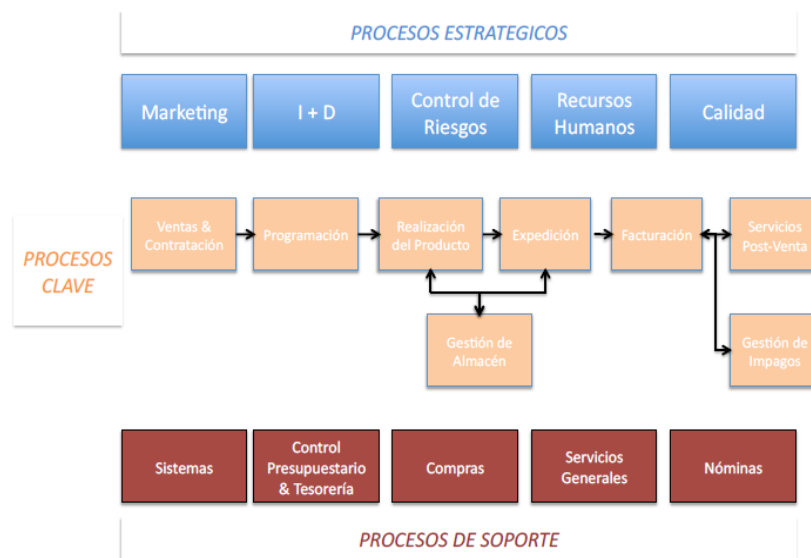 PROCESOS ESTRATEGICOS
Marketing
I + D
Control de
Riesgos
Recursos
Humanos
Calidad
PROCESOS
CLAVE
Ventas &
Contratación
Programación
Realización
del Producto
Expedición
Facturación
Servicios
Post-Venta
Gestión de
Almacén
Gestión de
Impagos
Sistemas
Control
Presupuestario
& Tesorería
Compras
Servicios
Generales
Nóminas
PROCESOS DE SOPORTE